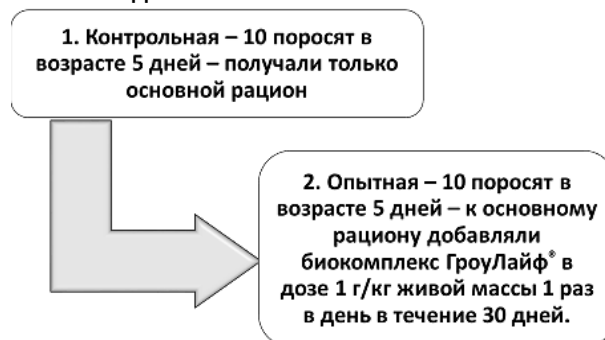 1. Контрольная – 10 поросят в
возрасте 5 дней – получали только
основной рацион
2. Опытная – 10 поросят в
возрасте 5 дней – к основному
рациону добавляли
биокомплекс ГроуЛайф® в
дозе 1 г/кг живой массы 1 раз
в день в течение 30 дней.